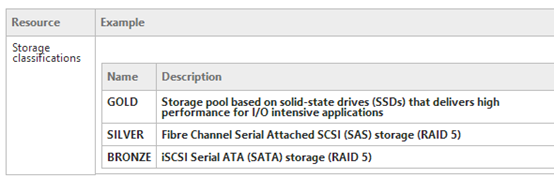 Resource Example
Storage
classifications
Name Description
GOLD Storage pool based on solid-state drives (SSDs) that delivers high
performance for I/O intensive applications
SILVER Fibre Channel Serial Attached SCSI (SAS) storage (RAID 5)
BRONZE iSCSI Serial ATA (SATA) storage (RAID 5)